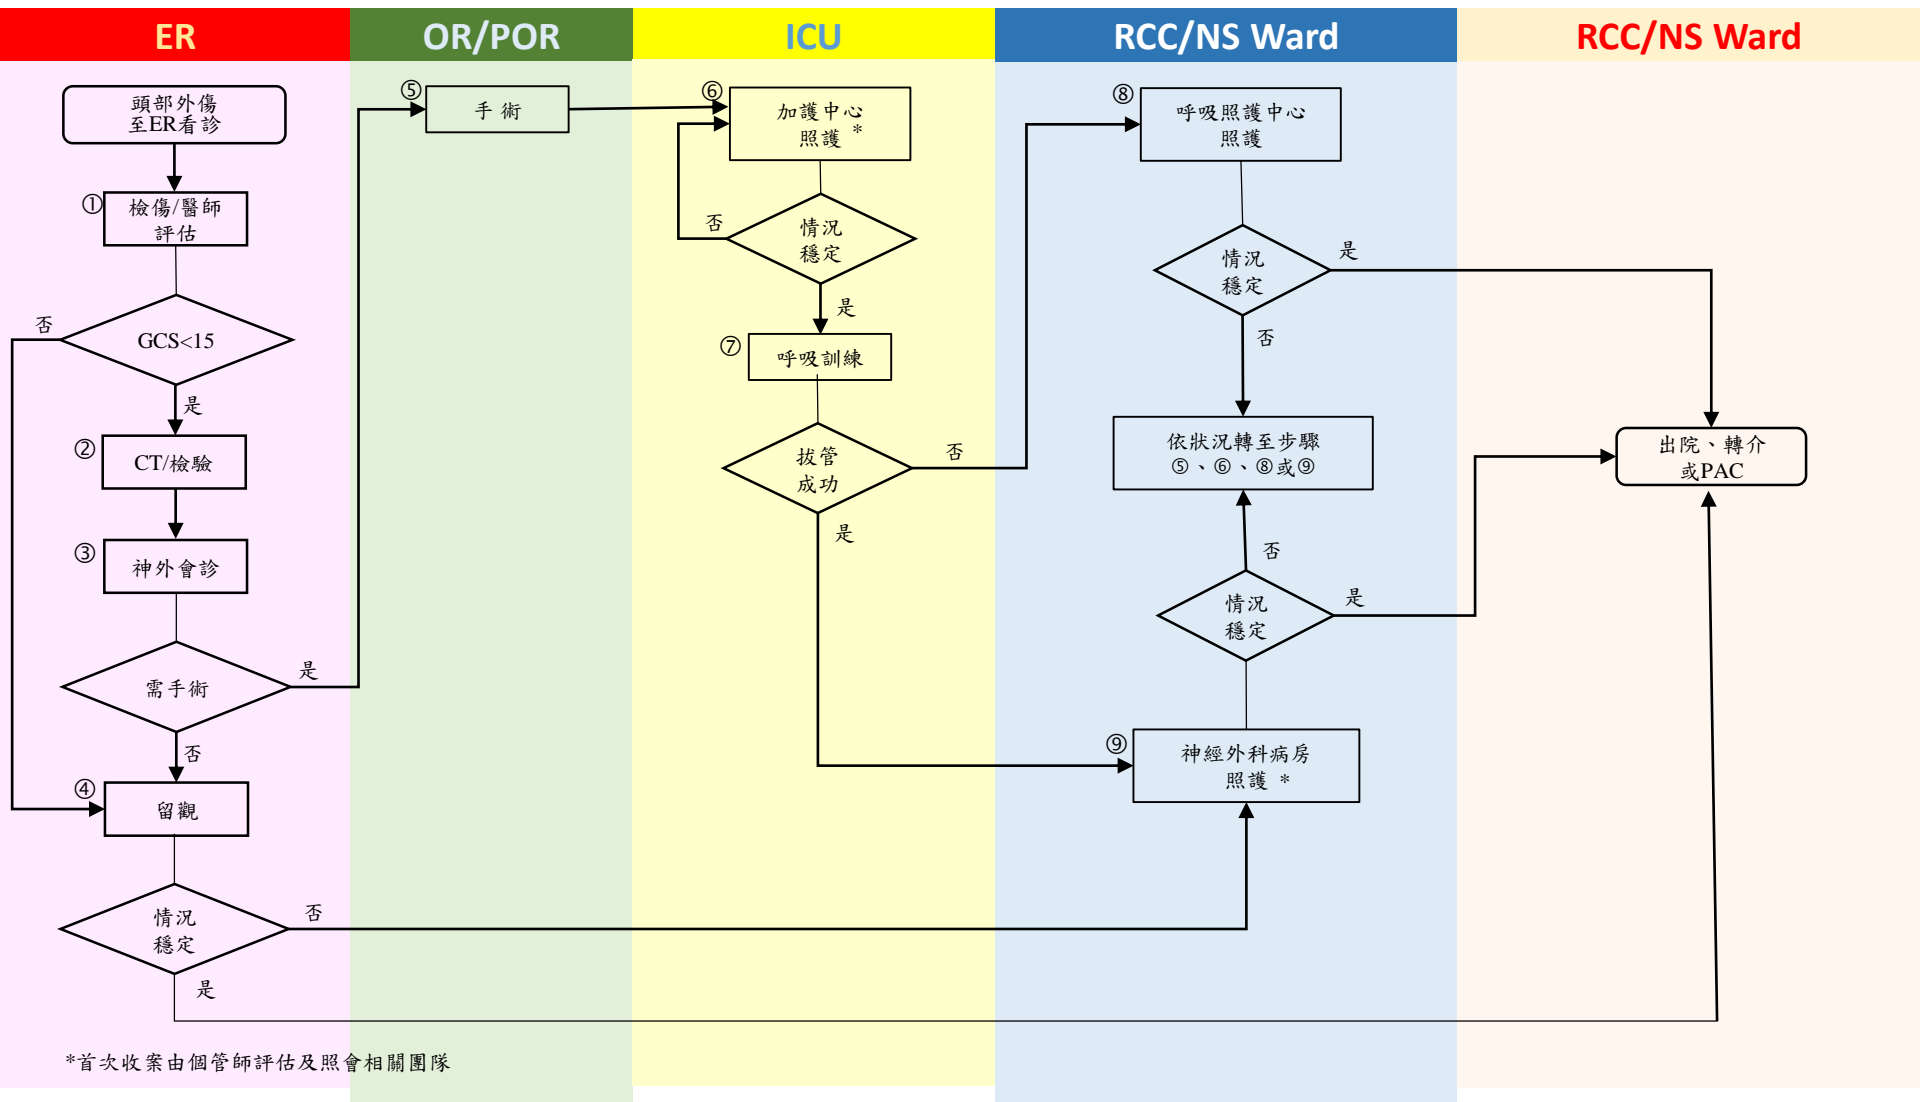 ER
OR/POR
ICU
RCC/NS Ward
RCC/NS Ward
頭部外傷
至ER看診
①
檢傷/醫師
評估
否
GCS<15
是
②
CT/檢驗
③
神外會診
需手術
是
否
④
留觀
情況
穩定
否
是
*首次收案由個管師評估及照會相關團隊
⑤
手術
⑥
加護中心
照護 *
否
情況
穩定
是
⑦
呼吸訓練
拔管
成功
否
是
⑧
呼吸照護中心
照護
情況
穩定
是
否
依狀況轉至步驟
⑤、⑥、⑧或⑨
否
情況
穩定
是
⑨
神經外科病房
照護 *
出院、轉介
或PAC